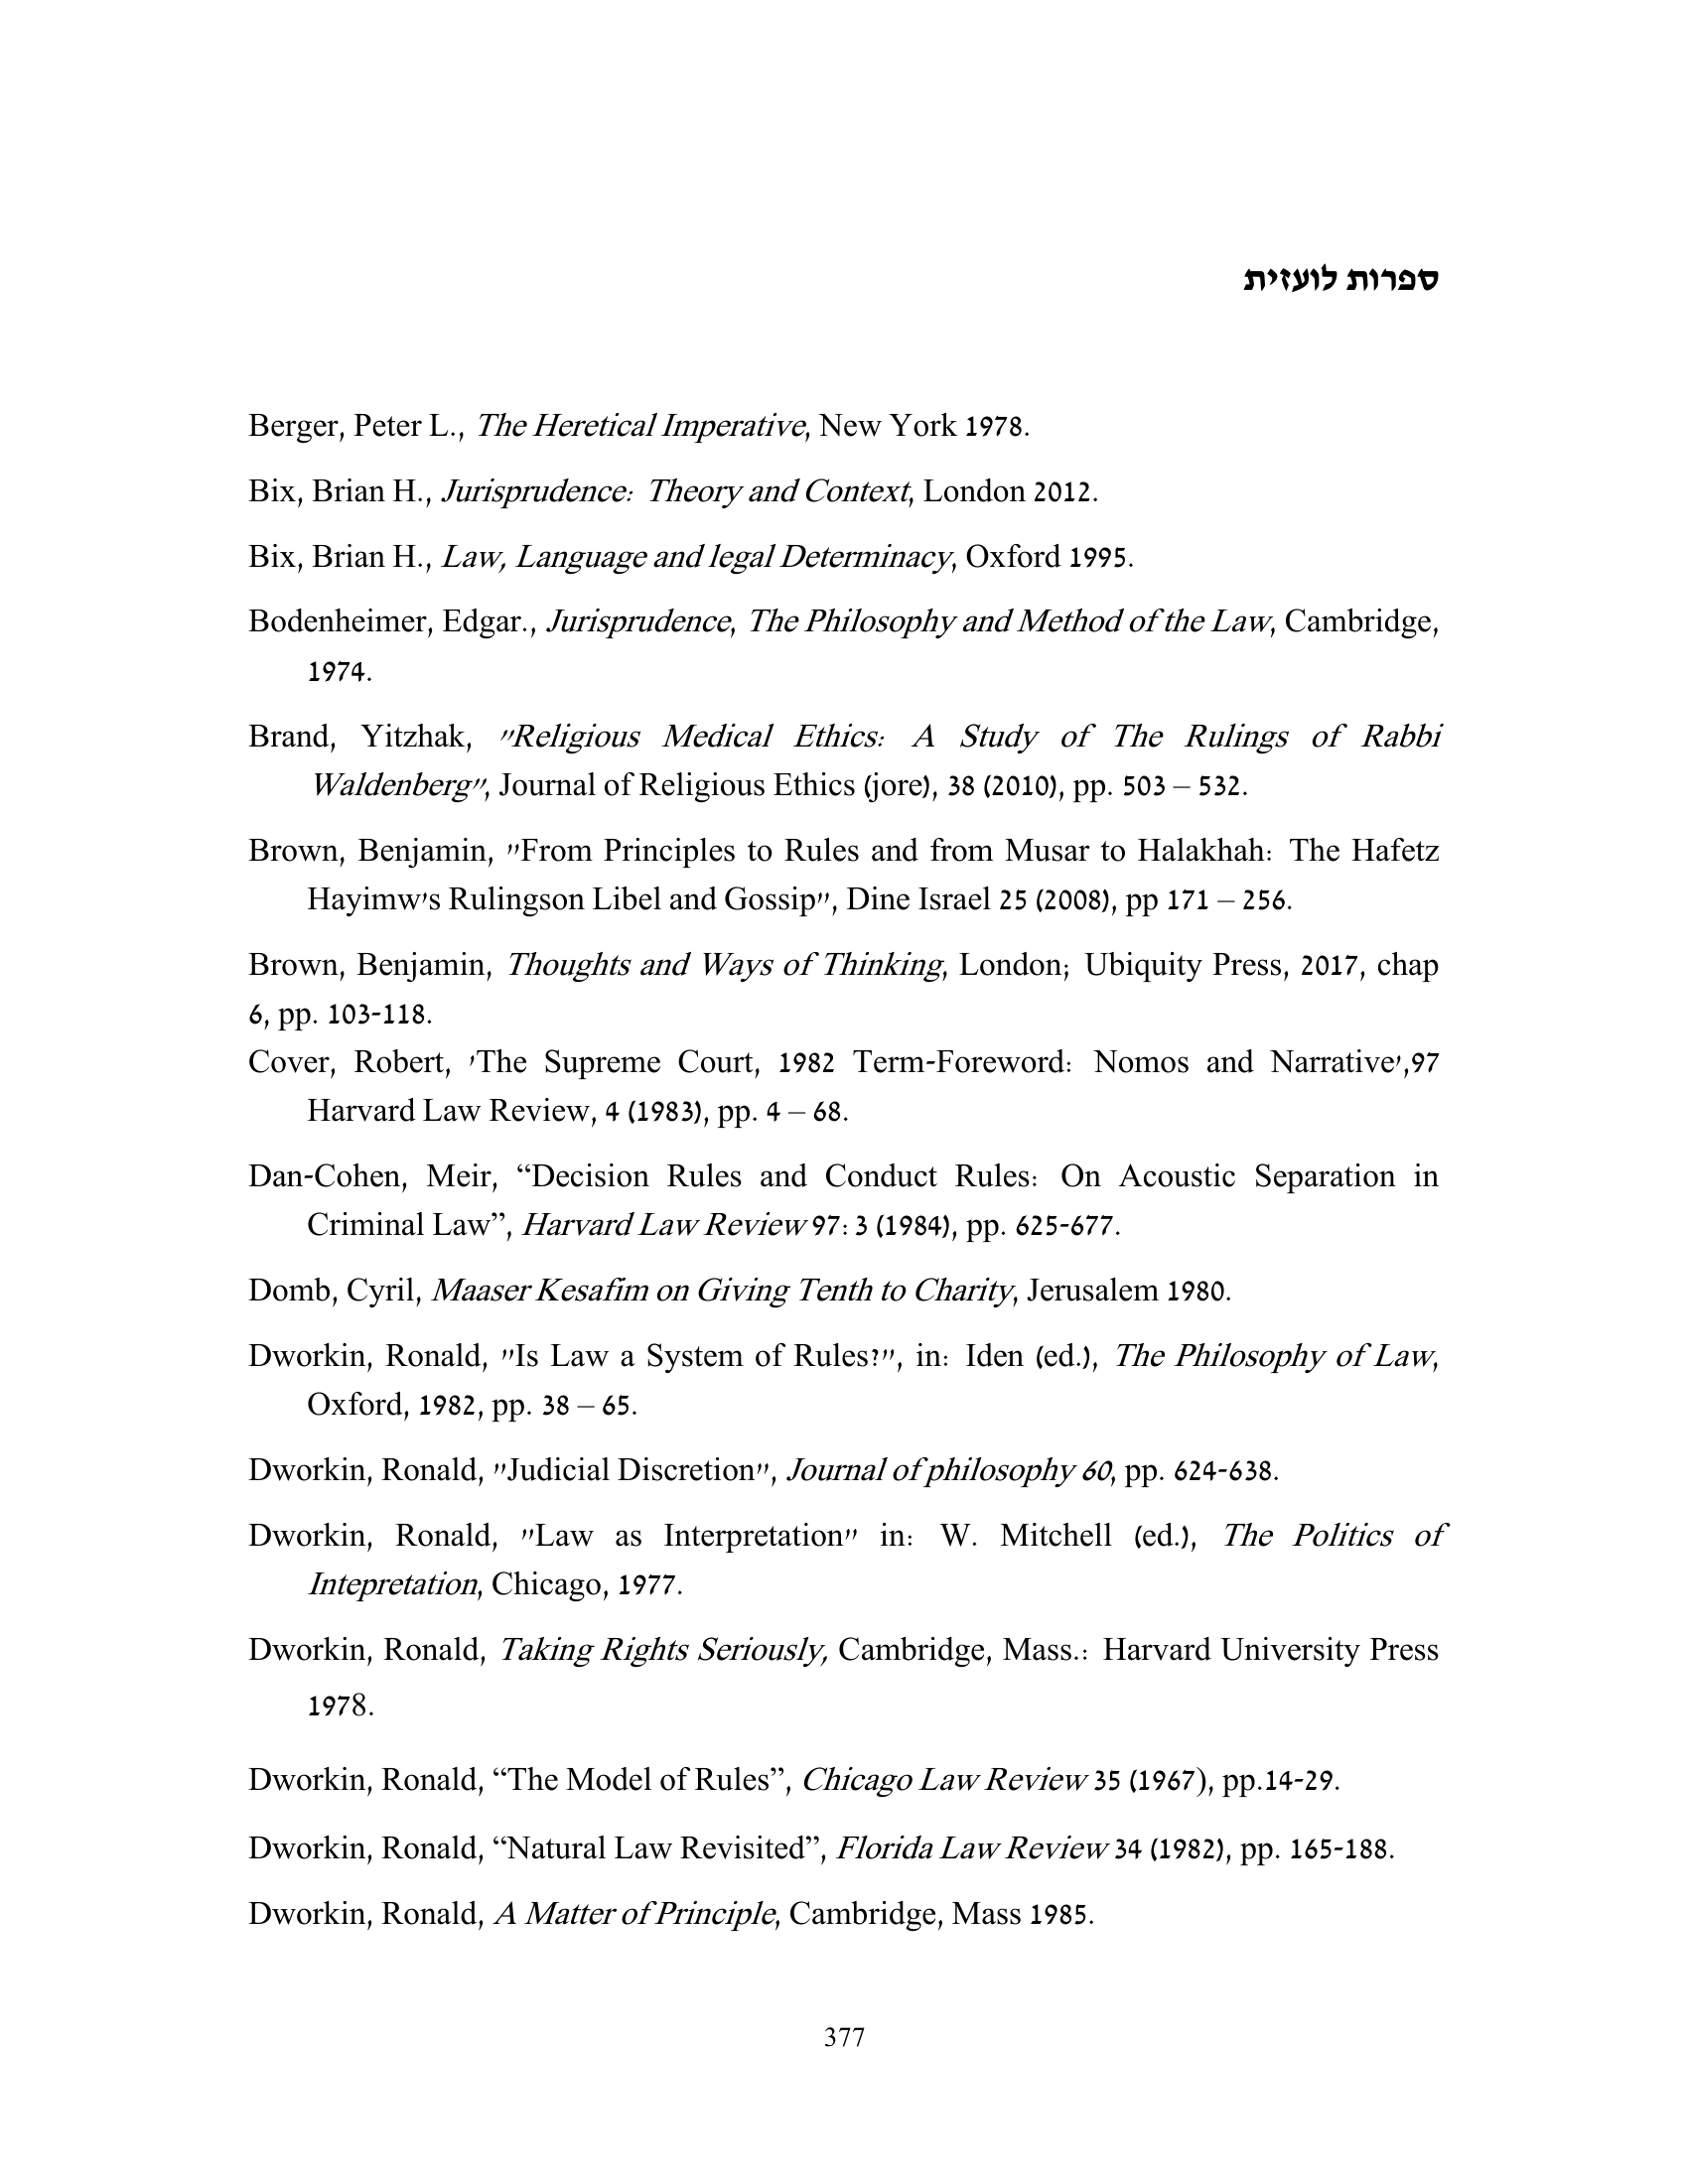 ספרות לועזית
Berger, Peter L., The Heretical Imperative, New York 1978.
Bix, Brian H., Jurisprudence: Theory and Context, London 2012.
Bix, Brian H., Law, Language and legal Determinacy, Oxford 1995.
Bodenheimer, Edgar., Jurisprudence, The Philosophy and Method of the Law, Cambridge,
1974.
Brand, Yitzhak, "Religious Medical Ethics: A Study of The Rulings of Rabbi
Waldenberg", Journal of Religious Ethics (jore), 38 (2010), pp. 503 – 532.
Brown, Benjamin, "From Principles to Rules and from Musar to Halakhah: The Hafetz
Hayimw's Rulingson Libel and Gossip", Dine Israel 25 (2008), pp 171 – 256.
Brown, Benjamin, Thoughts and Ways of Thinking, London; Ubiquity Press, 2017, chap
6, pp. 103-118.
Cover, Robert, 'The Supreme Court, 1982 Term-Foreword: Nomos and Narrative',97
Harvard Law Review, 4 (1983), pp. 4 – 68.
Dan-Cohen, Meir, “Decision Rules and Conduct Rules: On Acoustic Separation in
Criminal Law”, Harvard Law Review 97: 3 (1984), pp. 625-677.
Domb, Cyril, Maaser Kesafim on Giving Tenth to Charity, Jerusalem 1980.
Dworkin, Ronald, "Is Law a System of Rules?", in: Iden (ed.), The Philosophy of Law,
Oxford, 1982, pp. 38 – 65.
Dworkin, Ronald, "Judicial Discretion", Journal of philosophy 60, pp. 624-638.
Dworkin, Ronald, "Law as Interpretation" in: W. Mitchell (ed.), The Politics of
Intepretation, Chicago, 1977.
Dworkin, Ronald, Taking Rights Seriously, Cambridge, Mass.: Harvard University Press
1978.
Dworkin, Ronald, “The Model of Rules”, Chicago Law Review 35 (1967), pp.14-29.
Dworkin, Ronald, “Natural Law Revisited”, Florida Law Review 34 (1982), pp. 165-188.
Dworkin, Ronald, A Matter of Principle, Cambridge, Mass 1985.
377